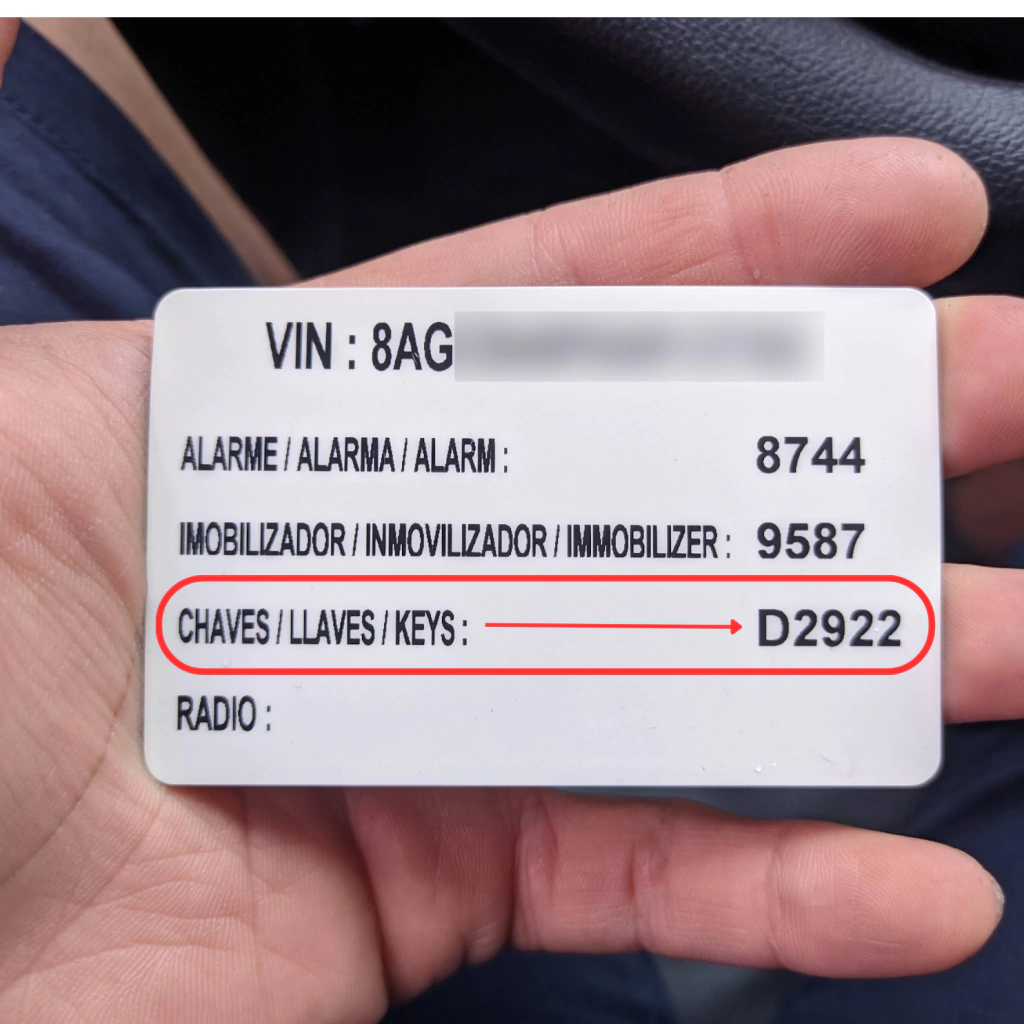 VIN : 8AG
ALARME / ALARMA / ALARM : 8744
IMOBILIZADOR / INMOVILIZADOR / IMMOBILIZER : 9587
CHAVES / LLAVES / KEYS : D2922
RADIO :